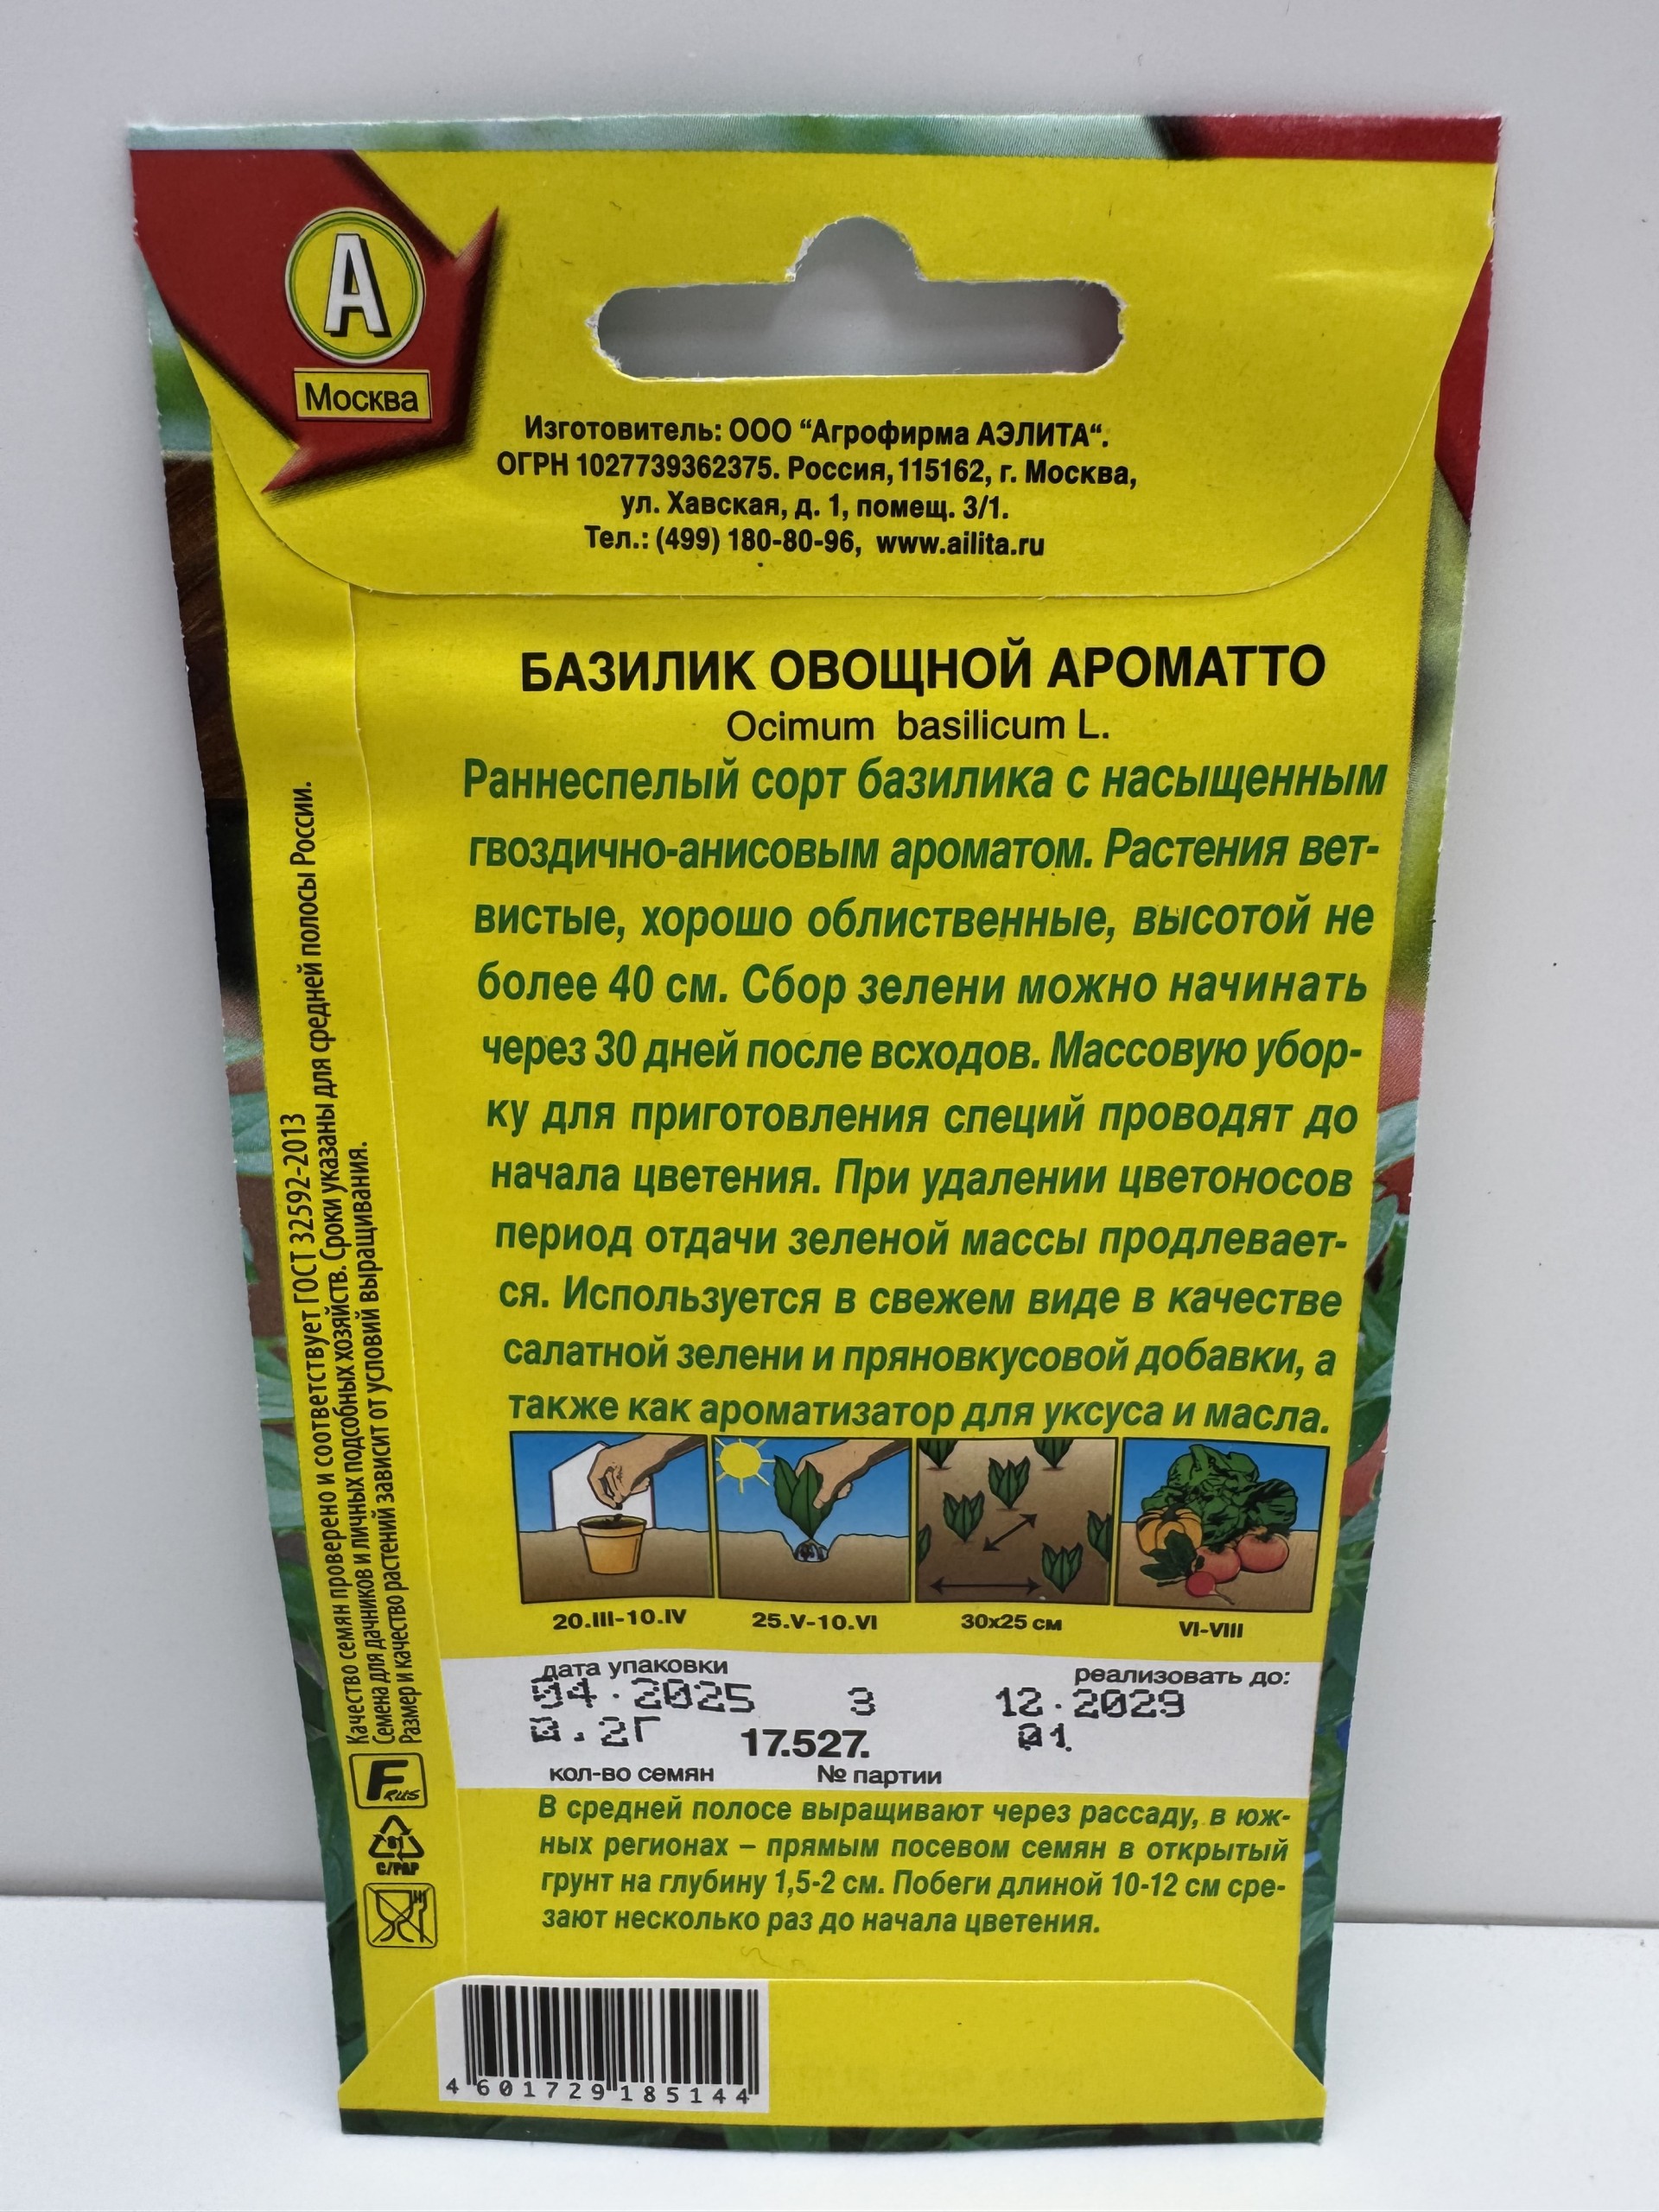 А
Москва
Изготовитель: ООО “Агрофирма АЭЛИТА“.
ОГРН 1027739362375. Россия, 115162, г. Москва,
ул. Хавская, д. 1, помещ. 3/1.
Тел.: (499) 180-80-96, www.ailita.ru
БАЗИЛИК ОВОЩНОЙ АРОМАТТО
Ocimum basilicum L.
Раннеспелый сорт базилика с насыщенным
гвоздично-анисовым ароматом. Растения вет-
вистые, хорошо облиственные, высотой не
более 40 см. Сбор зелени можно начинать
через 30 дней после всходов. Массовую убор-
ку для приготовления специй проводят до
начала цветения. При удалении цветоносов
период отдачи зеленой массы продлевает-
ся. Используется в свежем виде в качестве
салатной зелени и пряновкусовой добавки, а
также как ароматизатор для уксуса и масла.
20.III-10.IV 25.V-10.VI 30х25 см VI-VIII
дата упаковки реализовать до:
04.2025 3 12.2029
0.2Г 17.527. 01.
кол-во семян № партии
В средней полосе выращивают через рассаду, в юж-
ных регионах – прямым посевом семян в открытый
грунт на глубину 1,5-2 см. Побеги длиной 10-12 см сре-
зают несколько раз до начала цветения.
4 601729 185144
Качество семян проверено и соответствует ГОСТ 32592-2013
Семена для дачников и личных подсобных хозяйств. Сроки указаны для средней полосы России.
Размер и качество растений зависит от условий выращивания.
F RUS
81
C/PAP